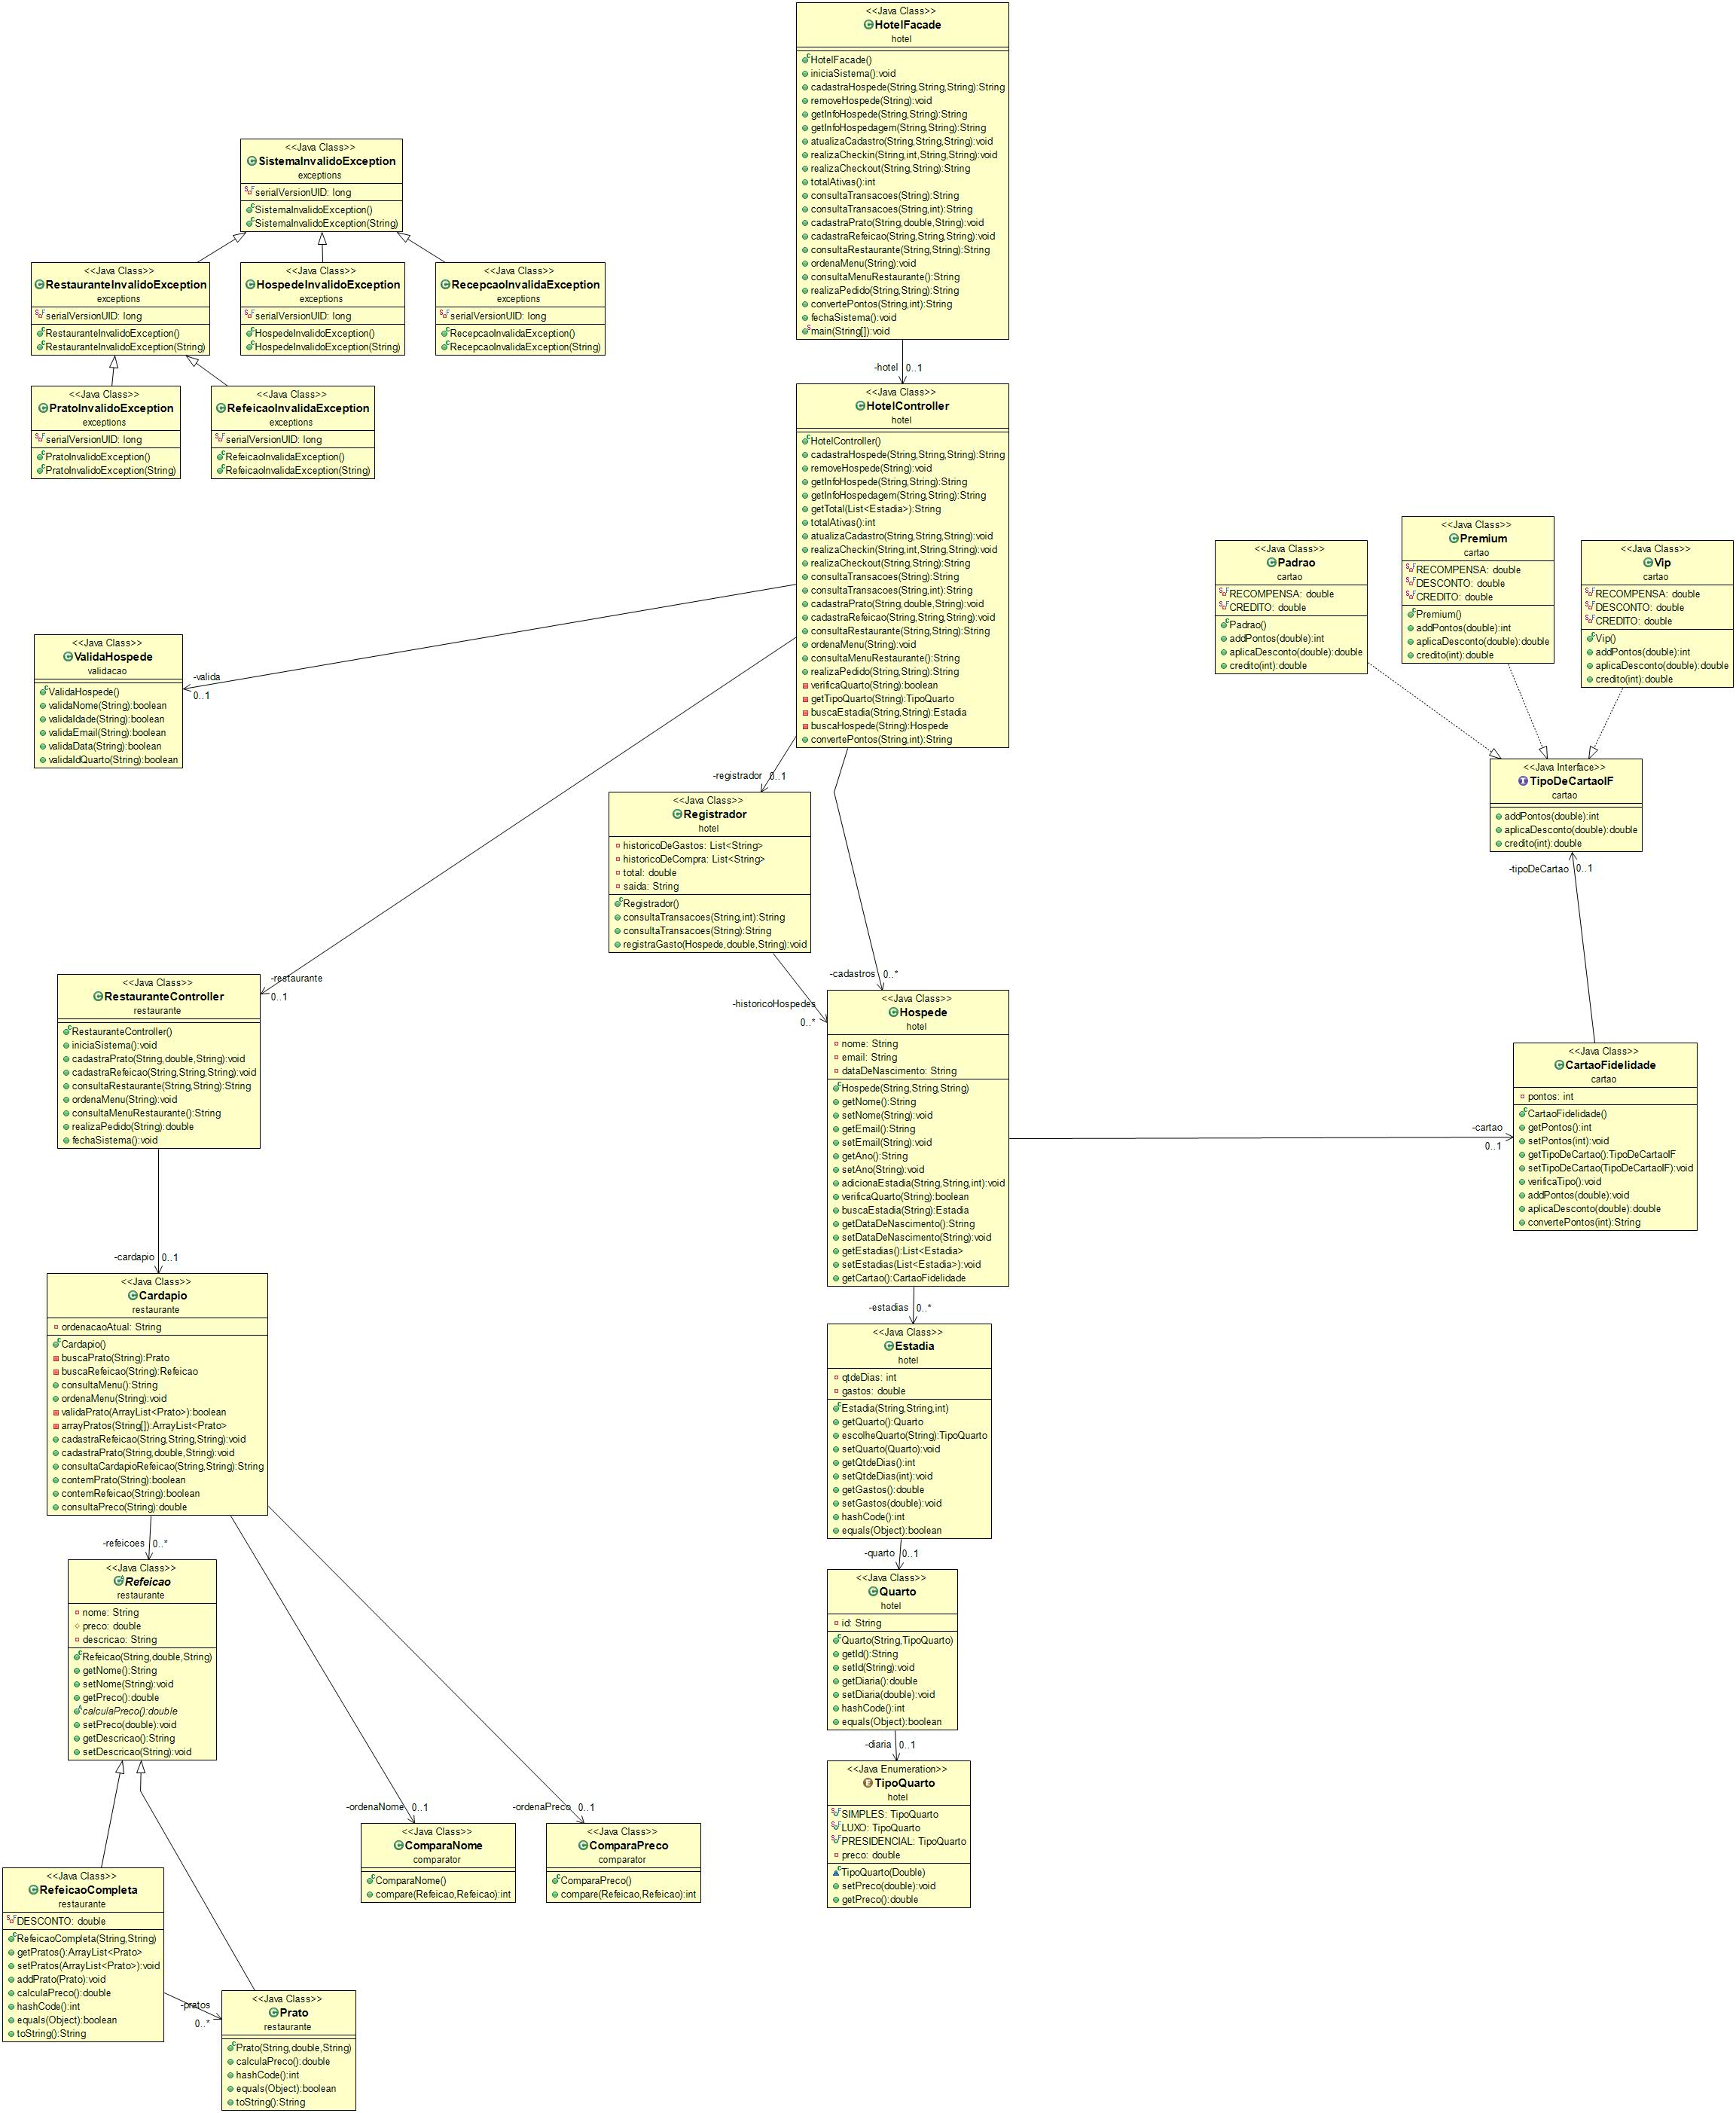 <<Java Class>>
HotelFacade
hotel
HotelFacade()
iniciaSistema():void
cadastraHospede(String,String,String):String
removeHospede(String):void
getInfoHospede(String,String):String
getInfoHospedagem(String,String):String
atualizaCadastro(String,String,String):void
realizaCheckin(String,int,String,String):void
realizaCheckout(String,String):String
totalAtivas():int
consultaTransacoes(String):String
consultaTransacoes(String,int):String
cadastraPrato(String,double,String):void
cadastraRefeicao(String,String,String):void
consultaRestaurante(String,String):String
ordenaMenu(String):void
consultaMenuRestaurante():String
realizaPedido(String,String):String
convertePontos(String,int):String
fechaSistema():void
main(String[]):void
<<Java Class>>
SistemaInvalidoException
exceptions
serialVersionUID: long
SistemaInvalidoException()
SistemaInvalidoException(String)
<<Java Class>>
RestauranteInvalidoException
exceptions
serialVersionUID: long
RestauranteInvalidoException()
RestauranteInvalidoException(String)
<<Java Class>>
HospedeInvalidoException
exceptions
serialVersionUID: long
HospedeInvalidoException()
HospedeInvalidoException(String)
<<Java Class>>
RecepcaoInvalidaException
exceptions
serialVersionUID: long
RecepcaoInvalidaException()
RecepcaoInvalidaException(String)
<<Java Class>>
PratoInvalidoException
exceptions
serialVersionUID: long
PratoInvalidoException()
PratoInvalidoException(String)
<<Java Class>>
RefeicaoInvalidaException
exceptions
serialVersionUID: long
RefeicaoInvalidaException()
RefeicaoInvalidaException(String)
-hotel 0..1
<<Java Class>>
HotelController
hotel
HotelController()
cadastraHospede(String,String,String):String
removeHospede(String):void
getInfoHospede(String,String):String
getInfoHospedagem(String,String):String
getTotal(List<Estadia>):String
totalAtivas():int
atualizaCadastro(String,String,String):void
realizaCheckin(String,int,String,String):void
realizaCheckout(String,String):String
consultaTransacoes(String):String
consultaTransacoes(String,int):String
cadastraPrato(String,double,String):void
cadastraRefeicao(String,String,String):void
consultaRestaurante(String,String):String
ordenaMenu(String):void
consultaMenuRestaurante():String
realizaPedido(String,String):String
verificaQuarto(String):boolean
getTipoQuarto(String):TipoQuarto
buscaEstadia(String,String):Estadia
buscaHospede(String):Hospede
convertePontos(String,int):String
<<Java Class>>
Padrao
cartao
RECOMPENSA: double
CREDITO: double
Padrao()
addPontos(double):int
aplicaDesconto(double):double
credito(int):double
<<Java Class>>
Premium
cartao
RECOMPENSA: double
DESCONTO: double
CREDITO: double
Premium()
addPontos(double):int
aplicaDesconto(double):double
credito(int):double
<<Java Class>>
Vip
cartao
RECOMPENSA: double
DESCONTO: double
CREDITO: double
Vip()
addPontos(double):int
aplicaDesconto(double):double
credito(int):double
<<Java Class>>
ValidaHospede
validacao
ValidaHospede()
validaNome(String):boolean
validaIdade(String):boolean
validaEmail(String):boolean
validaData(String):boolean
validaIdQuarto(String):boolean
-valida
0..1
-registrador 0..1
<<Java Class>>
Registrador
hotel
historicoDeGastos: List<String>
historicoDeCompra: List<String>
total: double
saida: String
Registrador()
consultaTransacoes(String,int):String
consultaTransacoes(String):String
registraGasto(Hospede,double,String):void
<<Java Interface>>
TipoDeCartaoIF
cartao
addPontos(double):int
aplicaDesconto(double):double
credito(int):double
-tipoDeCartao 0..1
-restaurante
0..1
<<Java Class>>
RestauranteController
restaurante
RestauranteController()
iniciaSistema():void
cadastraPrato(String,double,String):void
cadastraRefeicao(String,String,String):void
consultaRestaurante(String,String):String
ordenaMenu(String):void
consultaMenuRestaurante():String
realizaPedido(String):double
fechaSistema():void
-cadastros 0..*
-historicoHospedes
0..*
<<Java Class>>
Hospede
hotel
nome: String
email: String
dataDeNascimento: String
Hospede(String,String,String)
getNome():String
setNome(String):void
getEmail():String
setEmail(String):void
getAno():String
setAno(String):void
adicionaEstadia(String,String,int):void
verificaQuarto(String):boolean
buscaEstadia(String):Estadia
getDataDeNascimento():String
setDataDeNascimento(String):void
getEstadias():List<Estadia>
setEstadias(List<Estadia>):void
getCartao():CartaoFidelidade
-cartao
0..1
<<Java Class>>
CartaoFidelidade
cartao
pontos: int
CartaoFidelidade()
getPontos():int
setPontos(int):void
getTipoDeCartao():TipoDeCartaoIF
setTipoDeCartao(TipoDeCartaoIF):void
verificaTipo():void
addPontos(double):void
aplicaDesconto(double):double
convertePontos(int):String
-cardapio 0..1
<<Java Class>>
Cardapio
restaurante
ordenacaoAtual: String
Cardapio()
buscaPrato(String):Prato
buscaRefeicao(String):Refeicao
consultaMenu():String
ordenaMenu(String):void
validaPrato(ArrayList<Prato>):boolean
arrayPratos(String[]):ArrayList<Prato>
cadastraRefeicao(String,String,String):void
cadastraPrato(String,double,String):void
consultaCardapioRefeicao(String,String):String
contemPrato(String):boolean
contemRefeicao(String):boolean
consultaPreco(String):double
-estadias 0..*
<<Java Class>>
Estadia
hotel
qtdeDias: int
gastos: double
Estadia(String,String,int)
getQuarto():Quarto
escolheQuarto(String):TipoQuarto
setQuarto(Quarto):void
getQtdeDias():int
setQtdeDias(int):void
getGastos():double
setGastos(double):void
hashCode():int
equals(Object):boolean
-refeicoes 0..*
<<Java Class>>
Refeicao
restaurante
nome: String
preco: double
descricao: String
Refeicao(String,double,String)
getNome():String
setNome(String):void
getPreco():double
calculaPreco():double
setPreco(double):void
getDescricao():String
setDescricao(String):void
-quarto 0..1
<<Java Class>>
Quarto
hotel
id: String
Quarto(String,TipoQuarto)
getId():String
setId(String):void
getDiaria():double
setDiaria(double):void
hashCode():int
equals(Object):boolean
-diaria 0..1
<<Java Enumeration>>
TipoQuarto
hotel
SIMPLES: TipoQuarto
LUXO: TipoQuarto
PRESIDENCIAL: TipoQuarto
preco: double
TipoQuarto(Double)
setPreco(double):void
getPreco():double
-ordenaNome 0..1
<<Java Class>>
ComparaNome
comparator
ComparaNome()
compare(Refeicao,Refeicao):int
-ordenaPreco 0..1
<<Java Class>>
ComparaPreco
comparator
ComparaPreco()
compare(Refeicao,Refeicao):int
<<Java Class>>
RefeicaoCompleta
restaurante
DESCONTO: double
RefeicaoCompleta(String,String)
getPratos():ArrayList<Prato>
setPratos(ArrayList<Prato>):void
addPrato(Prato):void
calculaPreco():double
hashCode():int
equals(Object):boolean
toString():String
-pratos
0..*
<<Java Class>>
Prato
restaurante
Prato(String,double,String)
calculaPreco():double
hashCode():int
equals(Object):boolean
toString():String